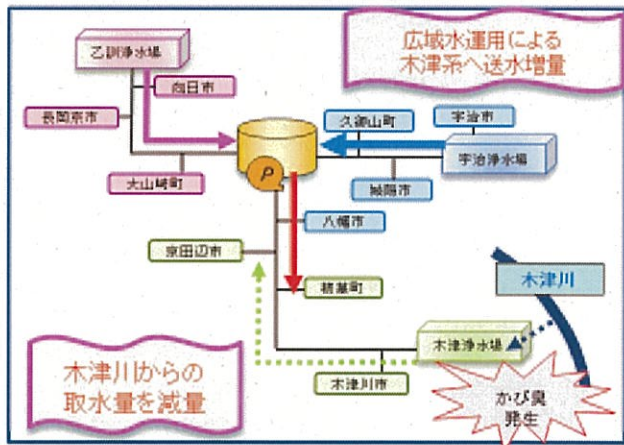 乙訓浄水場
広域水運用による
木津系へ送水増量
向日市
長岡京市
久御山町
宇治市
宇治浄水場
大山崎町
P
城陽市
八幡市
京田辺市
精華町
木津川
木津浄水場
木津川市
木津川からの
取水量を減量
かび臭
発生